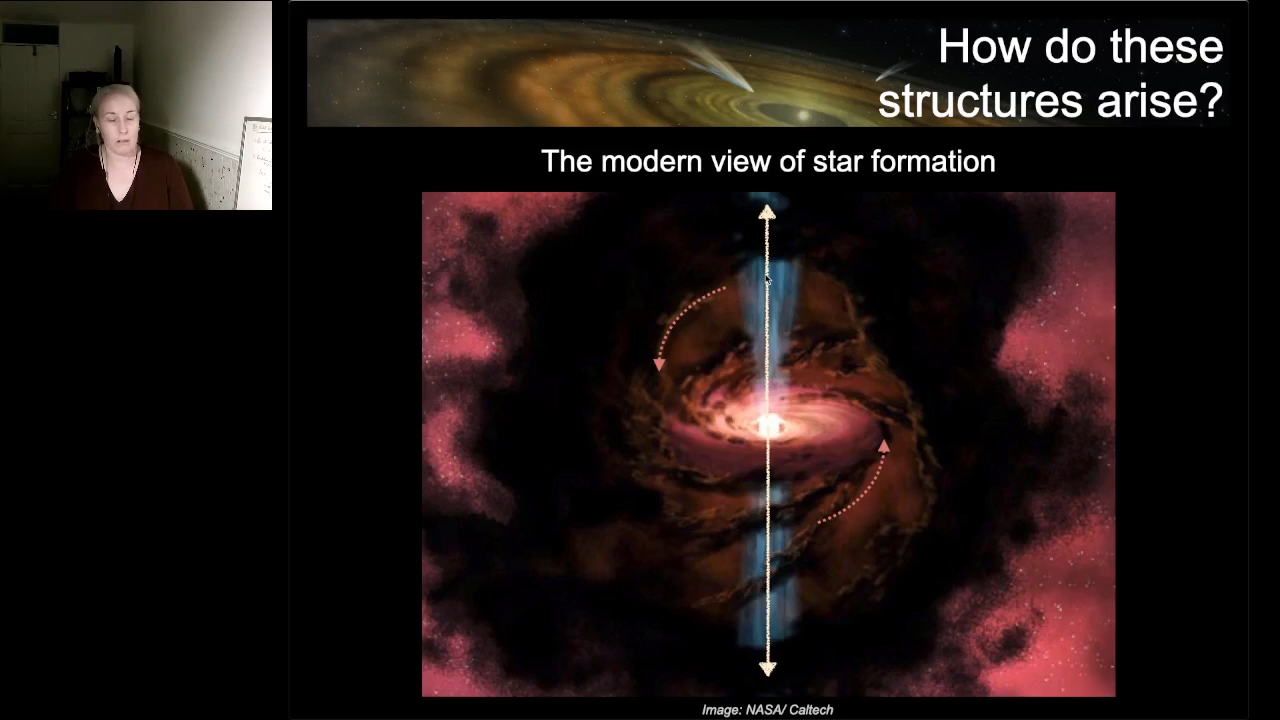 How do these
structures arise?
The modern view of star formation
Image: NASA/ Caltech